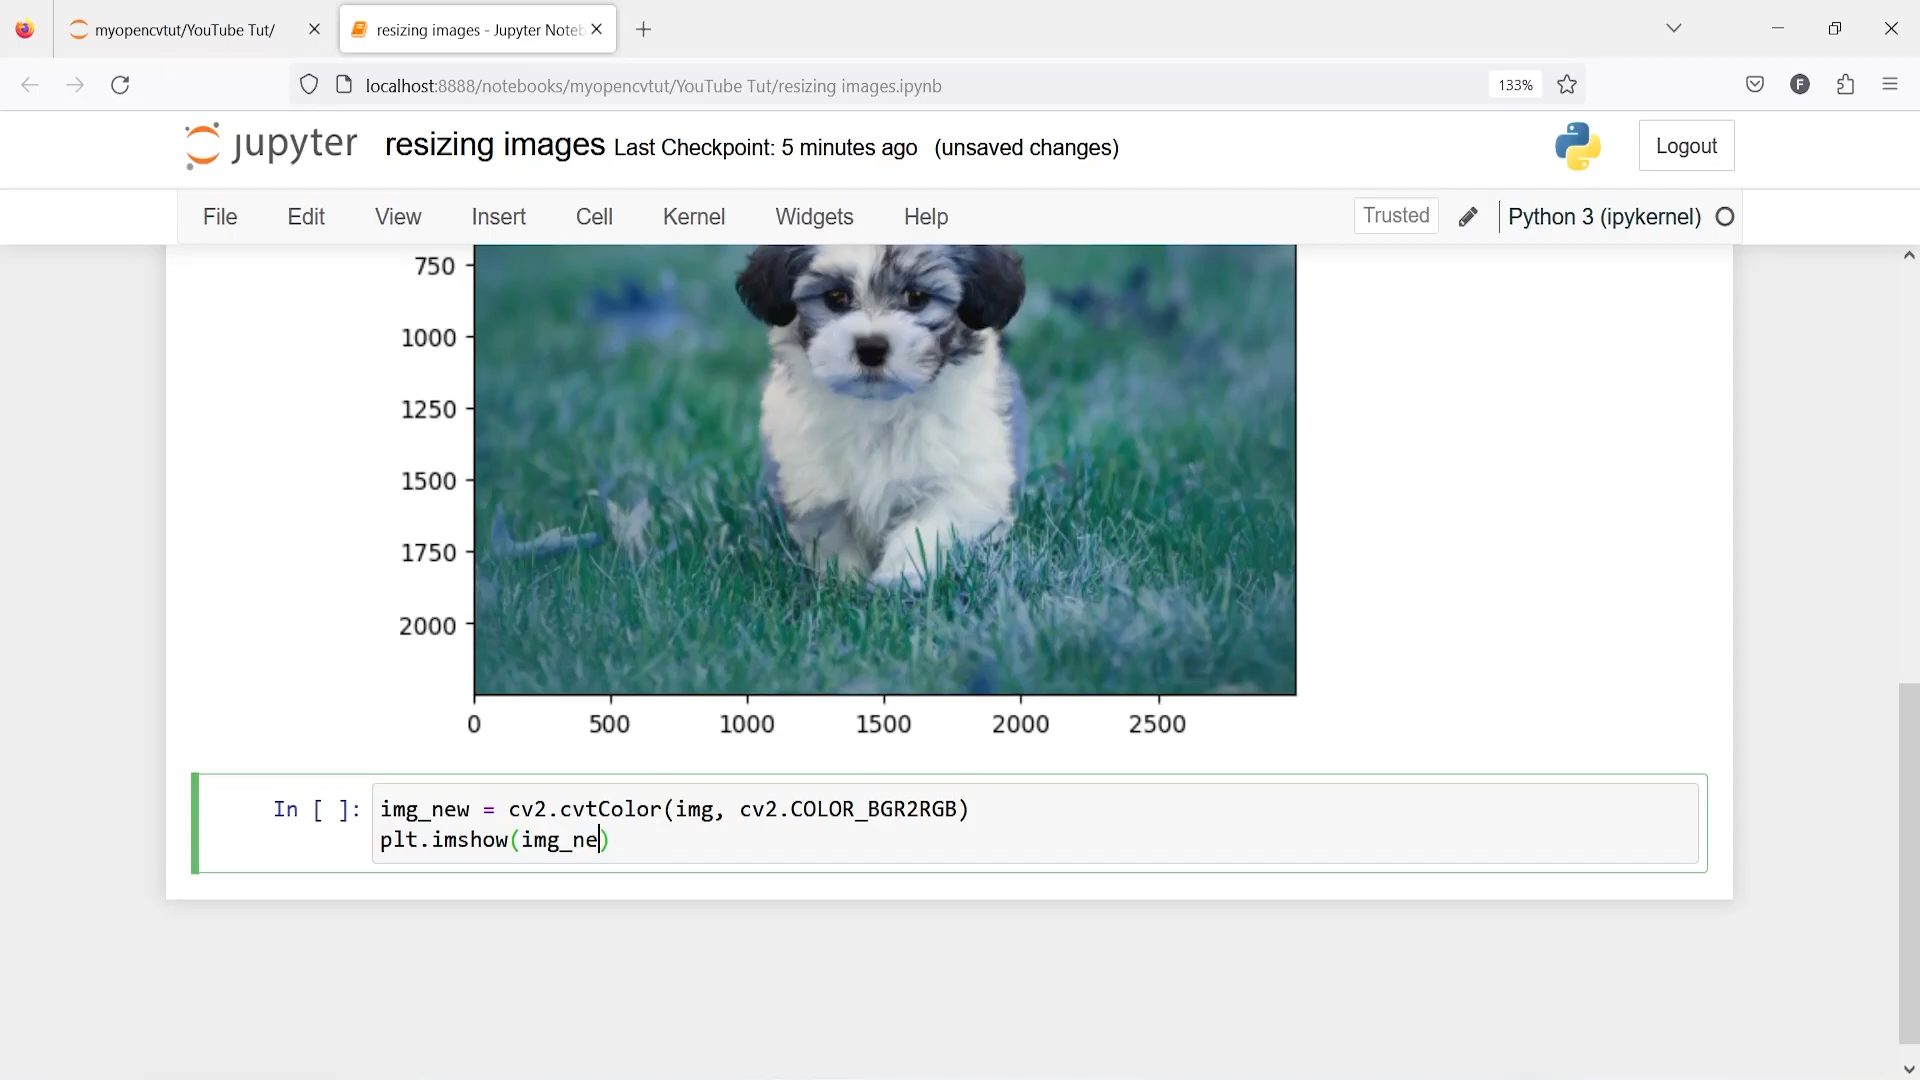 myopencvtut/YouTube Tut/
resizing images - Jupyter Noteb
localhost:8888/notebooks/myopencvtut/YouTube Tut/resizing images.ipynb
133%
F
jupyter resizing images Last Checkpoint: 5 minutes ago (unsaved changes)
Logout
File Edit View Insert Cell Kernel Widgets Help
Trusted
Python 3 (ipykernel)
750
1000
1250
1500
1750
2000
0 500 1000 1500 2000 2500
In [ ]: img_new = cv2.cvtColor(img, cv2.COLOR_BGR2RGB)
plt.imshow(img_ne)